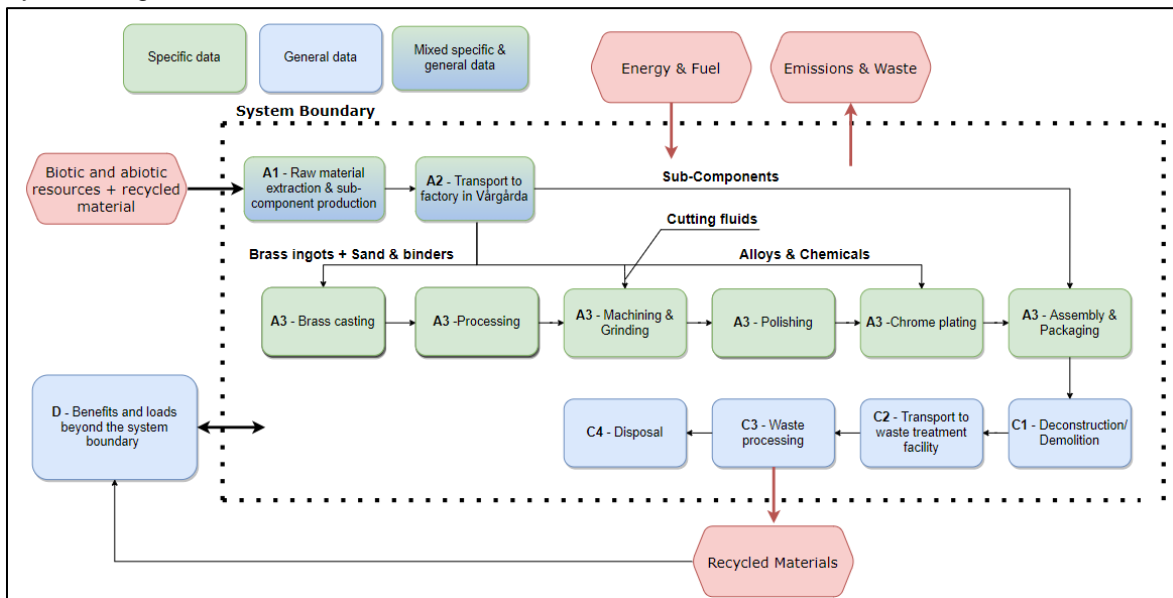 Specific data
General data
Mixed specific &
general data
Energy & Fuel
Emissions & Waste
System Boundary
Biotic and abiotic
resources + recycled
material
A1 - Raw material
extraction & sub-
component production
A2 - Transport to
factory in Vårgårda
Sub-Components
Cutting fluids
Brass ingots + Sand & binders
Alloys & Chemicals
A3 - Brass casting
A3 -Processing
A3 - Machining &
Grinding
A3 - Polishing
A3 -Chrome plating
A3 - Assembly &
Packaging
D - Benefits and loads
beyond the system
boundary
C4 - Disposal
C3 - Waste
processing
C2 - Transport to
waste treatment
facility
C1 - Deconstruction/
Demolition
Recycled Materials